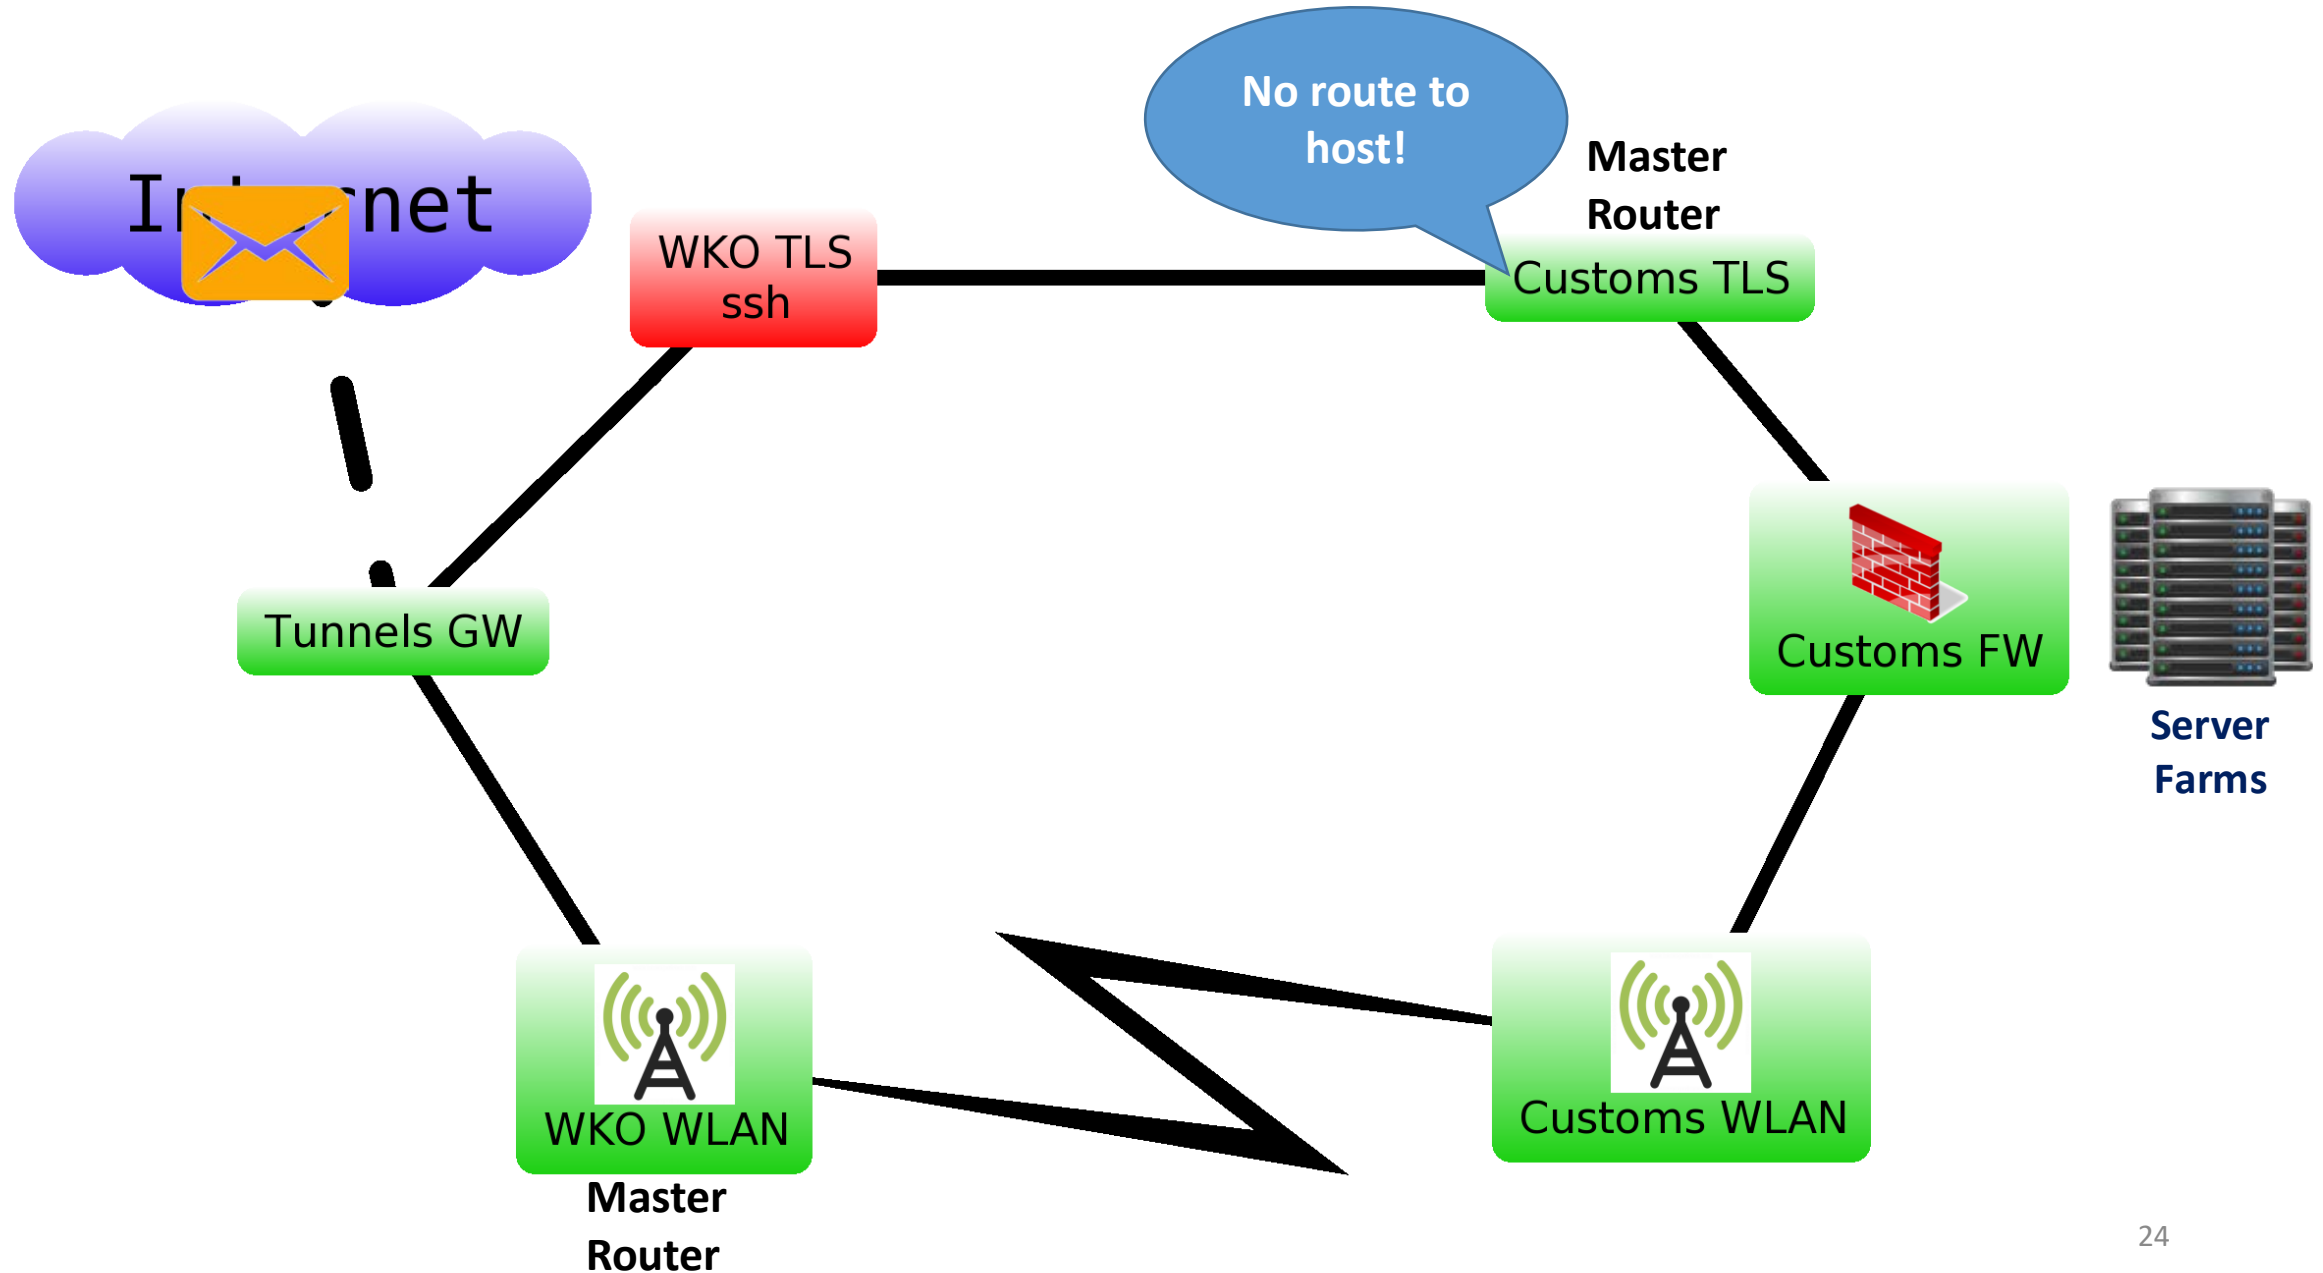 No route to
host!
Master
Router
WKO TLS
ssh
Customs TLS
Tunnels GW
Customs FW
Server
Farms
WKO WLAN
Customs WLAN
Master
Router
24